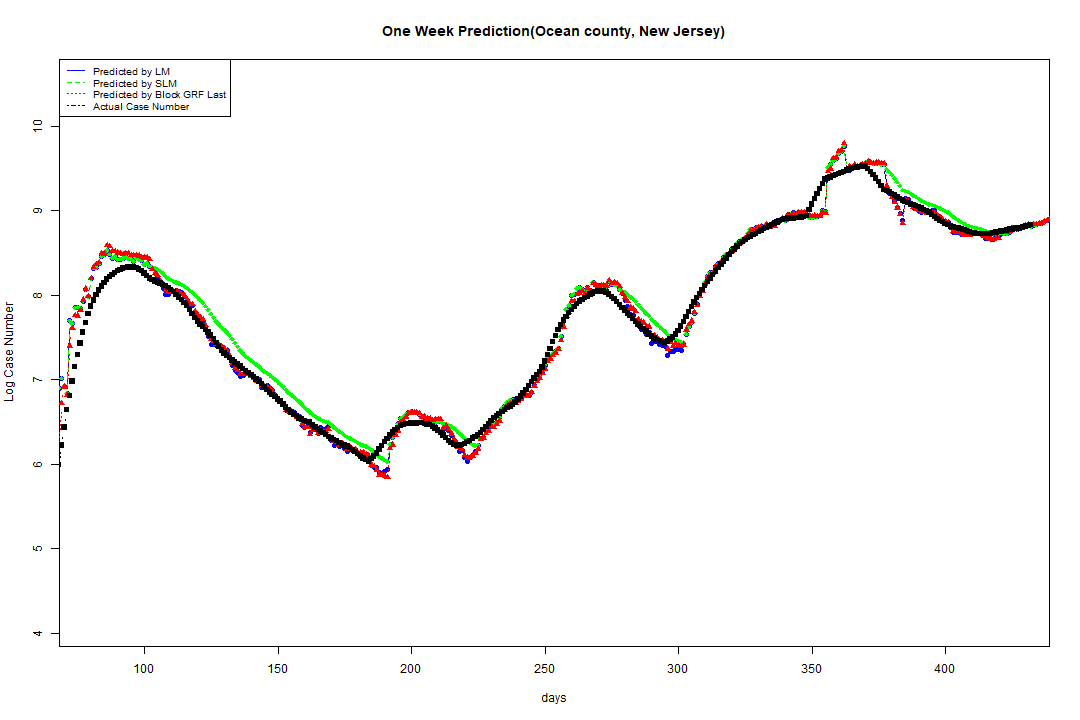 One Week Prediction(Ocean county, New Jersey)
Predicted by LM
Predicted by SLM
Predicted by Block GRF Last
Actual Case Number
Log Case Number
10
9
8
7
6
5
4
100 150 200 250 300 350 400
days